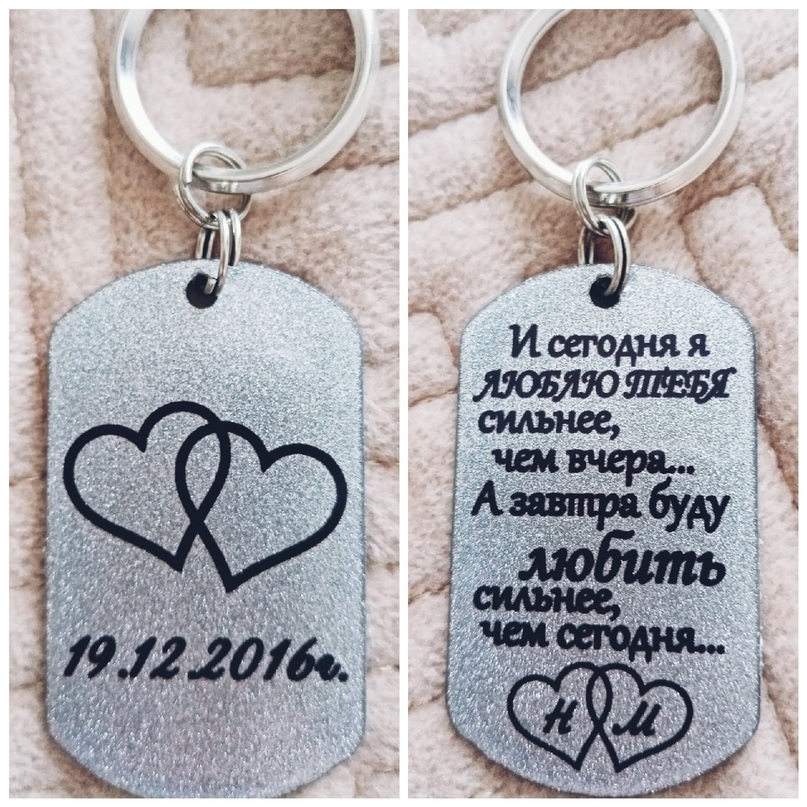 19.12.2016г.
И сегодня я
ЛЮБЛЮ ТЕБЯ
сильнее,
чем вчера...
А завтра буду
любить
сильнее,
чем сегодня...
Н М